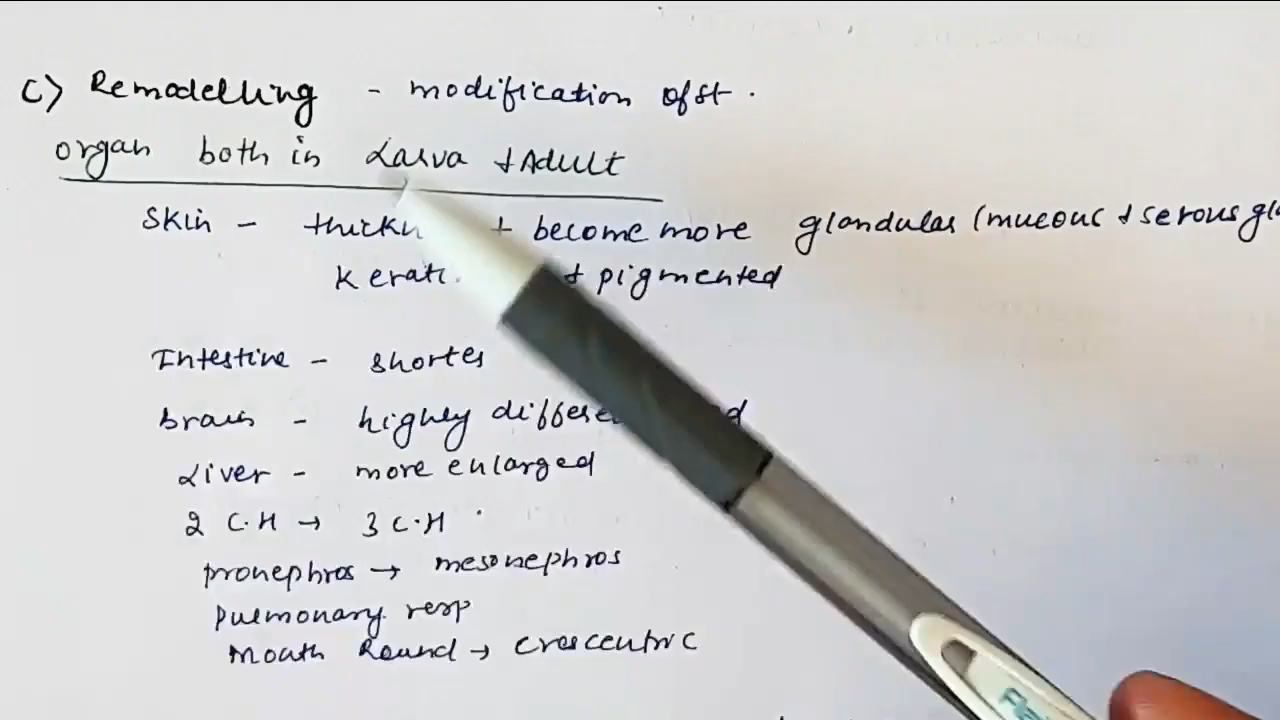 C) Remodelling - modification of st.
organ both in Larva + Adult
Skin - + become more glandular (mucous + serous
+ pigmented
Intestine - shorter
brain - highly
Liver - more enlarged
2 C.H → 3 C.H
pronephros → mesonephros
Pulmonary resp
Mouth Round → crescentric